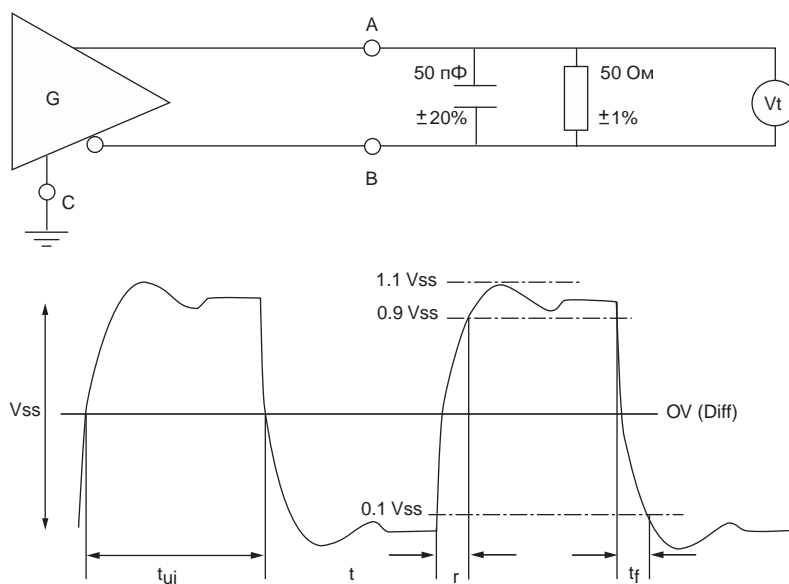 A
50 пФ
50 Ом
G
Vt
±20%
±1%
B
C
1.1 Vss
0.9 Vss
Vss
OV (Diff)
0.1 Vss
tui
t
r
tf